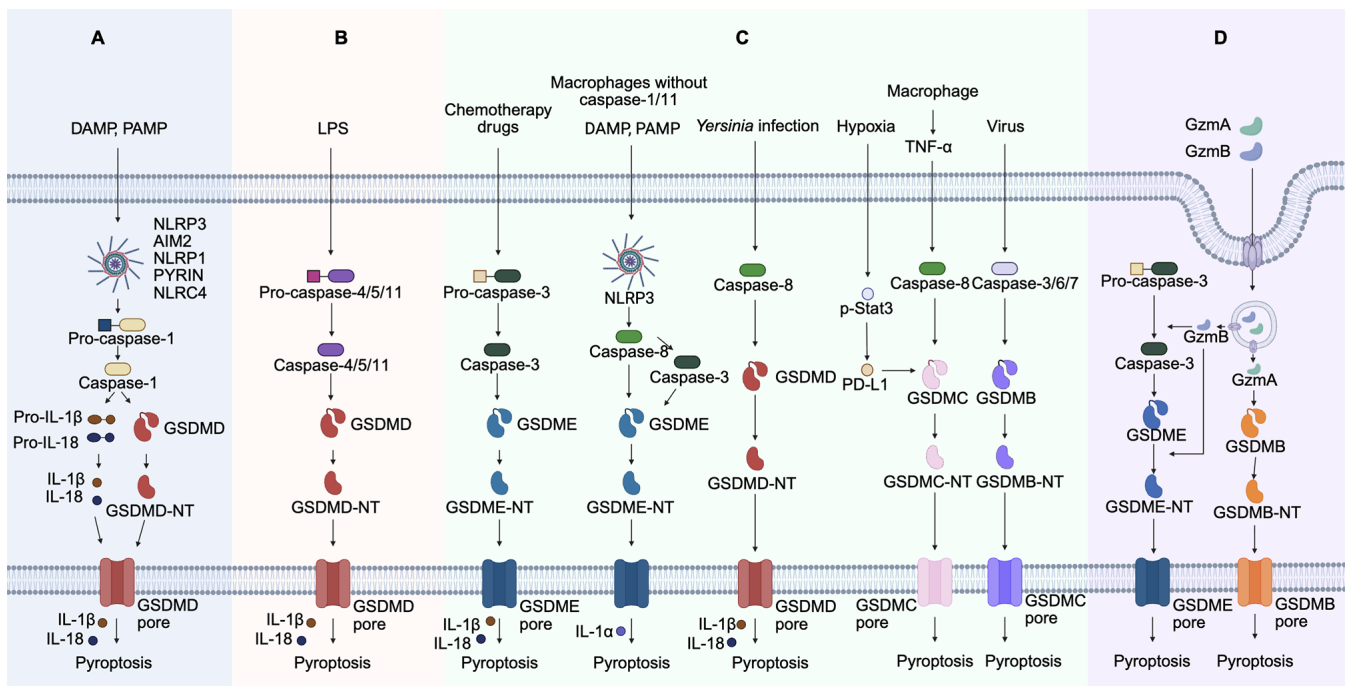 A
DAMP, PAMP
NLRP3
AIM2
NLRP1
PYRIN
NLRC4
Pro-caspase-1
Caspase-1
Pro-IL-1β
Pro-IL-18
GSDMD
IL-1β
IL-18
GSDMD-NT
GSDMD
pore
IL-1β
IL-18
Pyroptosis
B
LPS
Pro-caspase-4/5/11
Caspase-4/5/11
GSDMD
GSDMD-NT
GSDMD
pore
IL-1β
IL-18
Pyroptosis
C
Chemotherapy
drugs
Pro-caspase-3
Caspase-3
GSDME
GSDME-NT
GSDME
pore
IL-1β
IL-18
Pyroptosis
Macrophages without
caspase-1/11
DAMP, PAMP
NLRP3
Caspase-8
Caspase-3
GSDME
GSDME-NT
IL-1α
Pyroptosis
Yersinia infection
Caspase-8
GSDMD
GSDMD-NT
GSDMD
pore
IL-1β
IL-18
Pyroptosis
Hypoxia
p-Stat3
PD-L1
Macrophage
TNF-α
Caspase-8
GSDMC
GSDMC-NT
GSDMC
pore
Pyroptosis
Virus
Caspase-3/6/7
GSDMB
GSDMB-NT
GSDMC
pore
Pyroptosis
D
GzmA
GzmB
Pro-caspase-3
GzmB
Caspase-3
GSDME
GSDME-NT
GSDME
pore
Pyroptosis
GzmA
GSDMB
GSDMB-NT
GSDMB
pore
Pyroptosis